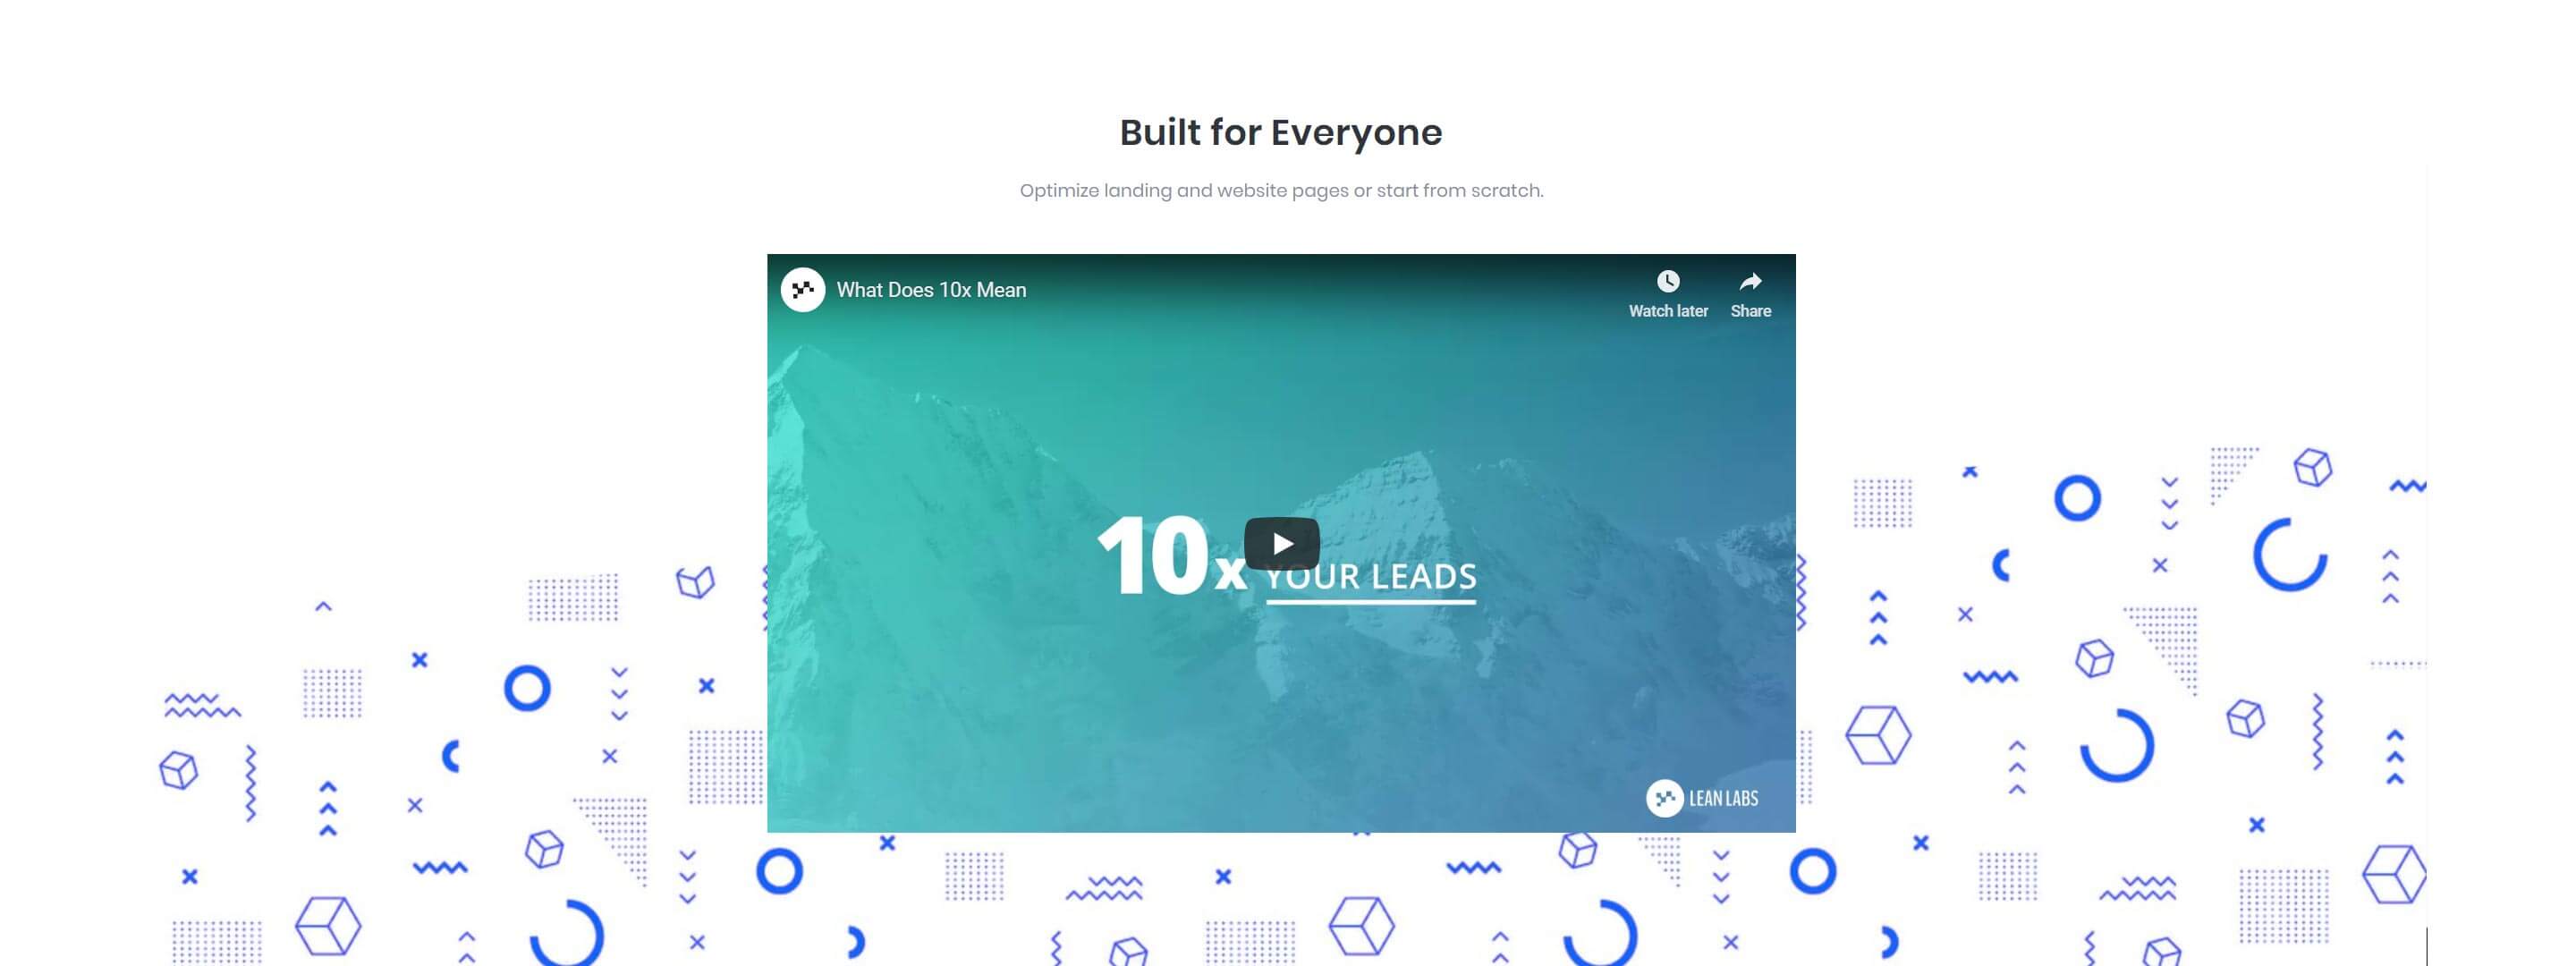 Built for Everyone
Optimize landing and website pages or start from scratch.
What Does 10x Mean
Watch later
Share
10x YOUR LEADS
LEAN LABS